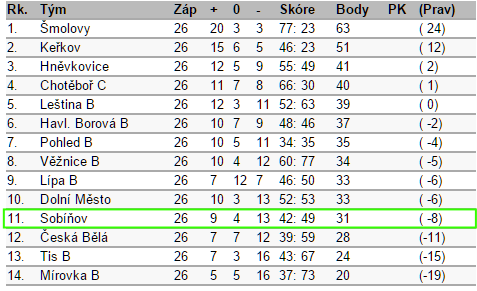 Rk. Tým Záp + 0 - Skóre Body PK (Prav)
1. Šmolovy 26 20 3 3 77: 23 63 ( 24)
2. Keřkov 26 15 6 5 46: 23 51 ( 12)
3. Hněvkovice 26 12 5 9 55: 49 41 ( 2)
4. Chotěboř C 26 11 7 8 66: 30 40 ( 1)
5. Leština B 26 12 3 11 52: 63 39 ( 0)
6. Havl. Borová B 26 10 7 9 48: 46 37 ( -2)
7. Pohled B 26 10 5 11 34: 35 35 ( -4)
8. Věžnice B 26 10 4 12 60: 77 34 ( -5)
9. Lípa B 26 7 12 7 46: 50 33 ( -6)
10. Dolní Město 26 10 3 13 52: 53 33 ( -6)
11. Sobíňov 26 9 4 13 42: 49 31 ( -8)
12. Česká Bělá 26 7 7 12 39: 59 28 (-11)
13. Tis B 26 7 3 16 43: 67 24 (-15)
14. Mírovka B 26 5 5 16 37: 73 20 (-19)